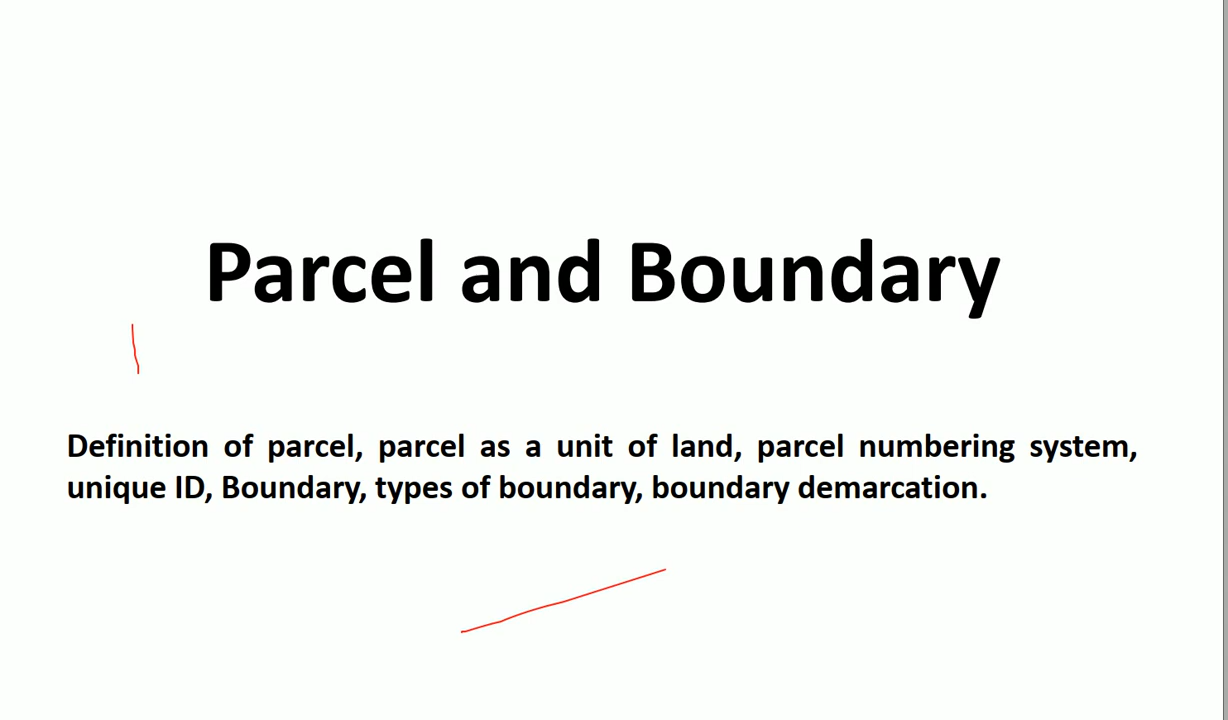 Parcel and Boundary
Definition of parcel, parcel as a unit of land, parcel numbering system,
unique ID, Boundary, types of boundary, boundary demarcation.